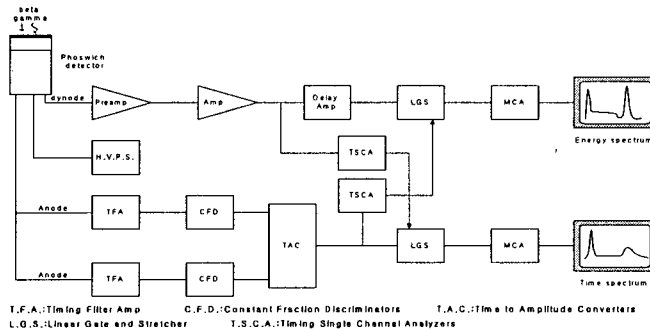 beta
gamma
Phoswich
detector
dynode
Preamp
Amp
Delay
Amp
LGS
MCA
Energy spectrum
H.V.P.S.
TSCA
TSCA
Anode
TFA
CFD
TAC
LGS
MCA
Anode
TFA
CFD
Time spectrum
T.F.A.:Timing Filter Amp C.F.D.:Constant Fraction Discriminators T.A.C.:Time to Amplitude Converters
L.G.S.:Linear Gate and Stretcher T.S.C.A.:Timing Single Channel Analyzers